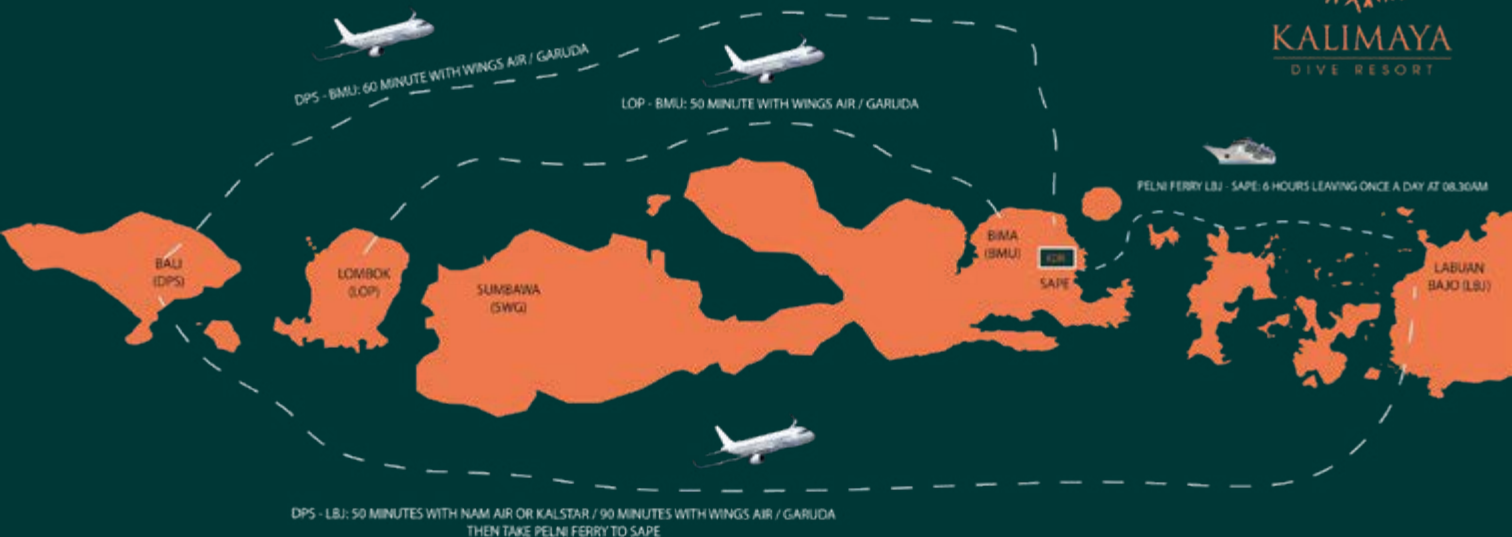 KALIMAYA
DIVE RESORT
DPS - BMU: 60 MINUTE WITH WINGS AIR / GARUDA
LOP - BMU: 50 MINUTE WITH WINGS AIR / GARUDA
PELNI FERRY LBJ - SAPE: 6 HOURS LEAVING ONCE A DAY AT 08.30AM
BALI
(DPS)
LOMBOK
(LOP)
SUMBAWA
(SWG)
BIMA
(BMU)
KDR
SAPE
LABUAN
BAJO (LBJ)
DPS - LBJ: 50 MINUTES WITH NAM AIR OR KALSTAR / 90 MINUTES WITH WINGS AIR / GARUDA
THEN TAKE PELNI FERRY TO SAPE